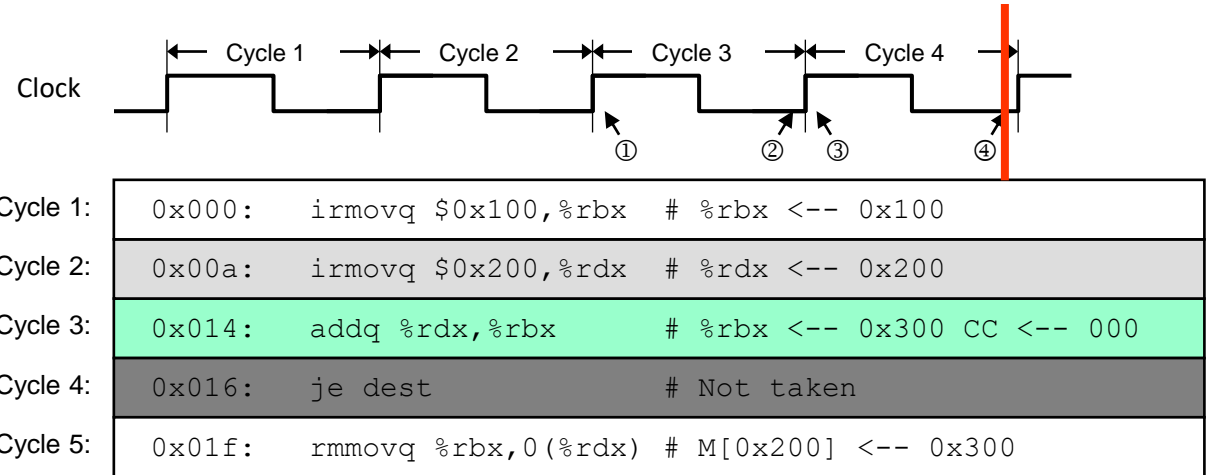 Cycle 1 Cycle 2 Cycle 3 Cycle 4
Clock
① ② ③ ④
Cycle 1: 0x000: irmovq $0x100,%rbx # %rbx <-- 0x100
Cycle 2: 0x00a: irmovq $0x200,%rdx # %rdx <-- 0x200
Cycle 3: 0x014: addq %rdx,%rbx # %rbx <-- 0x300 CC <-- 000
Cycle 4: 0x016: je dest # Not taken
Cycle 5: 0x01f: rmmovq %rbx,0(%rdx) # M[0x200] <-- 0x300